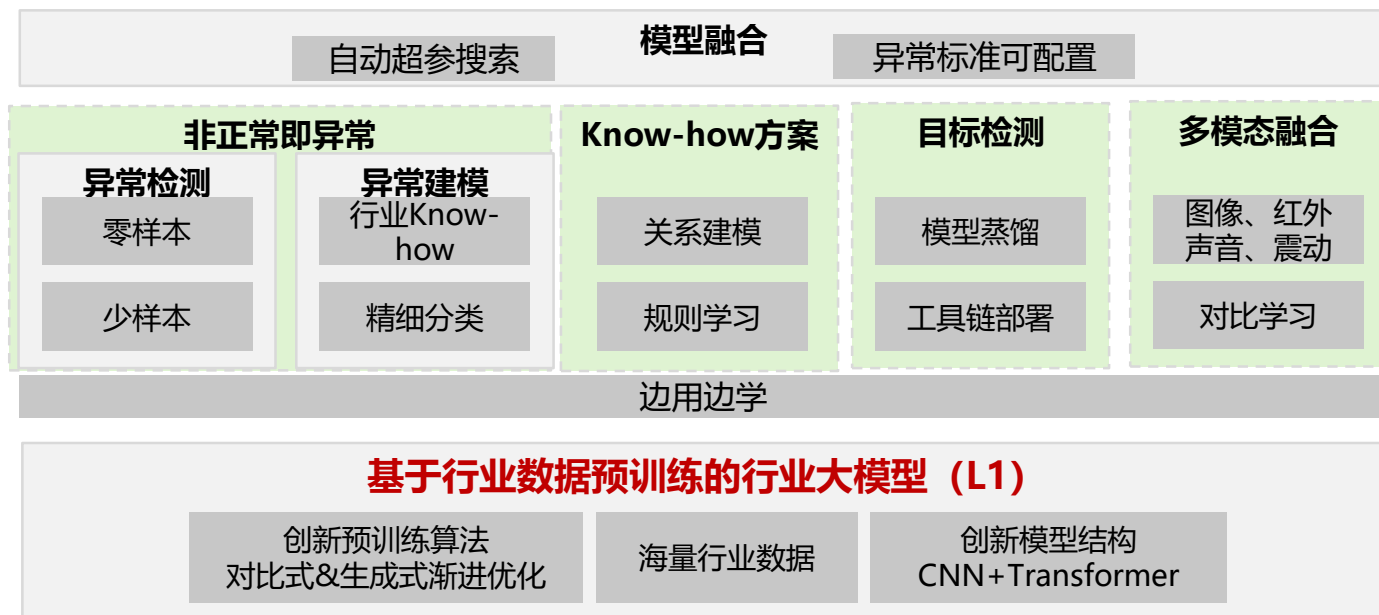 模型融合
自动超参搜索
异常标准可配置
非正常即异常
异常检测
零样本
少样本
异常建模
行业Know-
how
精细分类
Know-how方案
关系建模
规则学习
目标检测
模型蒸馏
工具链部署
多模态融合
图像、红外
声音、震动
对比学习
边用边学
基于行业数据预训练的行业大模型（L1）
创新预训练算法
对比式&生成式渐进优化
海量行业数据
创新模型结构
CNN+Transformer